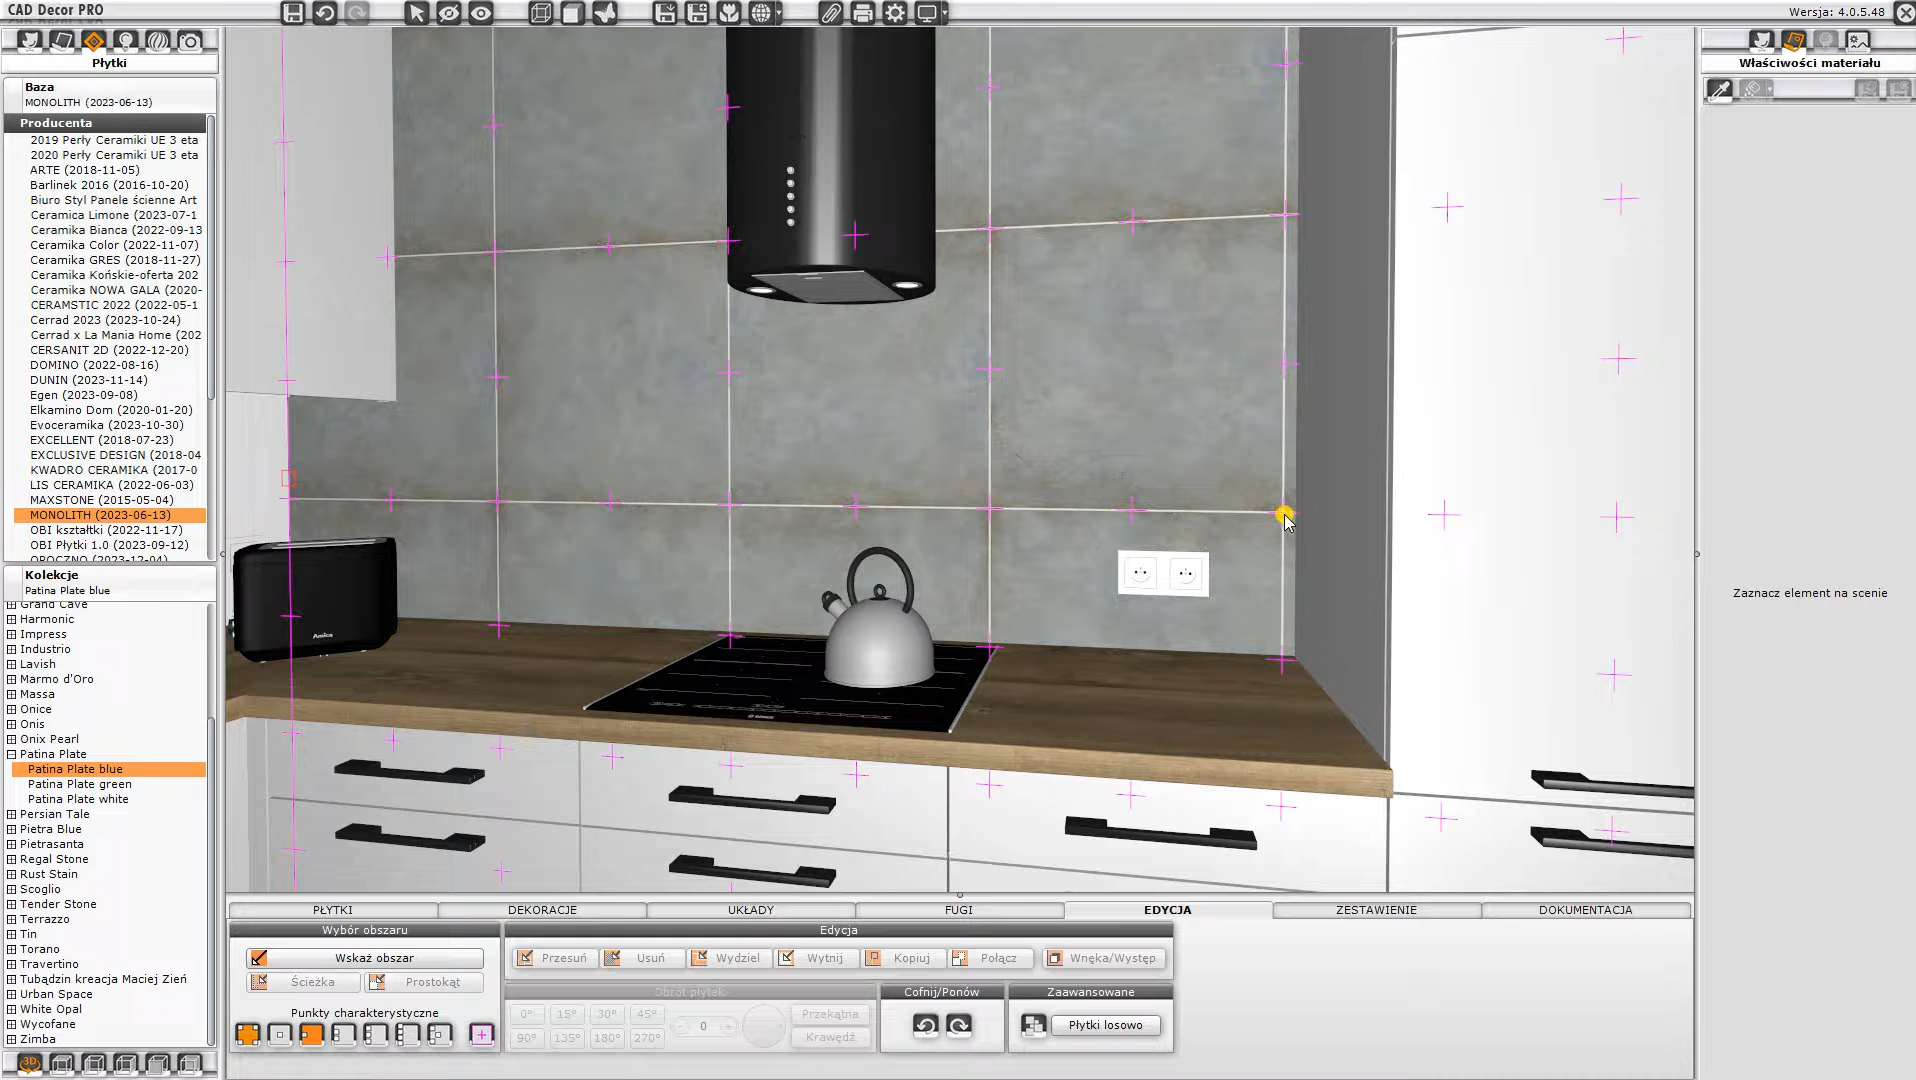 CAD Decor PRO
Wersja: 4.0.5.48
Płytki
Baza
MONOLITH (2023-06-13)
Producenta
2019 Perły Ceramiki UE 3 eta
2020 Perły Ceramiki UE 3 eta
ARTE (2018-11-05)
Barlinek 2016 (2016-10-20)
Biuro Styl Panele ścienne Art
Ceramica Limone (2023-07-1
Ceramika Bianca (2022-09-13
Ceramika Color (2022-11-07)
Ceramika GRES (2018-11-27)
Ceramika Końskie-oferta 202
Ceramika NOWA GALA (2020-
CERAMSTIC 2022 (2022-05-1
Cerrad 2023 (2023-10-24)
Cerrad x La Mania Home (202
CERSANIT 2D (2022-12-20)
DOMINO (2022-08-16)
DUNIN (2023-11-14)
Egen (2023-09-08)
Elkamino Dom (2020-01-20)
Evoceramika (2023-10-30)
EXCELLENT (2018-07-23)
EXCLUSIVE DESIGN (2018-04
KWADRO CERAMIKA (2017-0
LIS CERAMIKA (2022-06-03)
MAXSTONE (2015-05-04)
MONOLITH (2023-06-13)
OBI kształtki (2022-11-17)
OBI Płytki 1.0 (2023-09-12)
OPOCZNO (2023-12-04)
Kolekcje
Patina Plate blue
Grand Cave
Harmonic
Impress
Industrio
Lavish
Marmo d'Oro
Massa
Onice
Onis
Onix Pearl
Patina Plate
Patina Plate blue
Patina Plate green
Patina Plate white
Persian Tale
Pietra Blue
Pietrasanta
Regal Stone
Rust Stain
Scoglio
Tender Stone
Terrazzo
Tin
Torano
Travertino
Tubądzin kreacja Maciej Zień
Urban Space
White Opal
Wycofane
Zimba
3D
Amica
Właściwości materiału
Zaznacz element na scenie
PŁYTKI
DEKORACJE
UKŁADY
FUGI
EDYCJA
ZESTAWIENIE
DOKUMENTACJA
Wybór obszaru
Wskaż obszar
Ścieżka
Prostokąt
Punkty charakterystyczne
Edycja
Przesuń
Usuń
Wydziel
Wytnij
Kopiuj
Połącz
Wnęka/Występ
Obrót płytek
0°
15°
30°
45°
90°
135°
180°
270°
0
Przekątna
Krawędź
Cofnij/Ponów
Zaawansowane
Płytki losowo